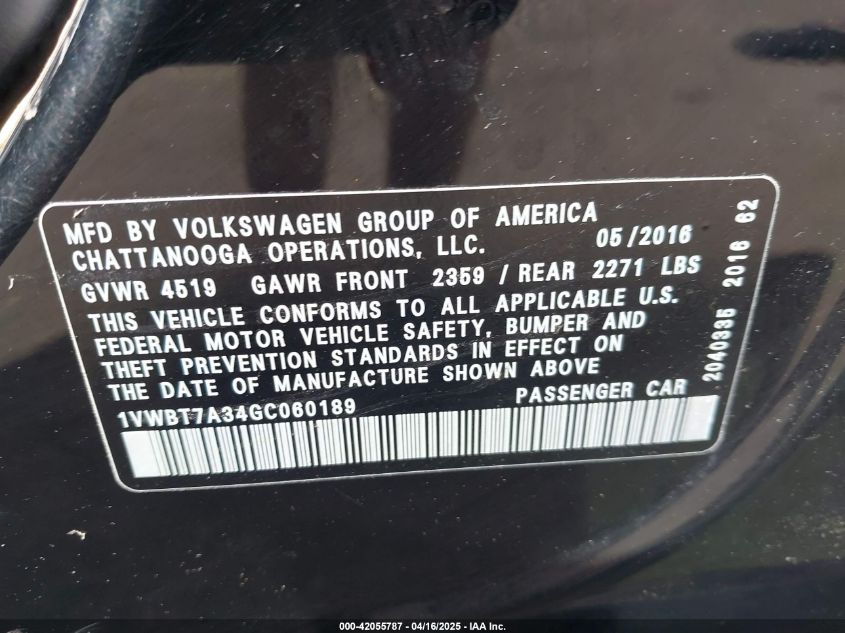 MFD BY VOLKSWAGEN GROUP OF AMERICA
CHATTANOOGA OPERATIONS, LLC. 05/2016
GVWR 4519 GAWR FRONT 2359 / REAR 2271 LBS
THIS VEHICLE CONFORMS TO ALL APPLICABLE U.S.
FEDERAL MOTOR VEHICLE SAFETY, BUMPER AND
THEFT PREVENTION STANDARDS IN EFFECT ON
THE DATE OF MANUFACTURE SHOWN ABOVE
1VWBT7A34GC060189 PASSENGER CAR
2040335 2016 62
000-42055787 - 04/16/2025 - IAA Inc.